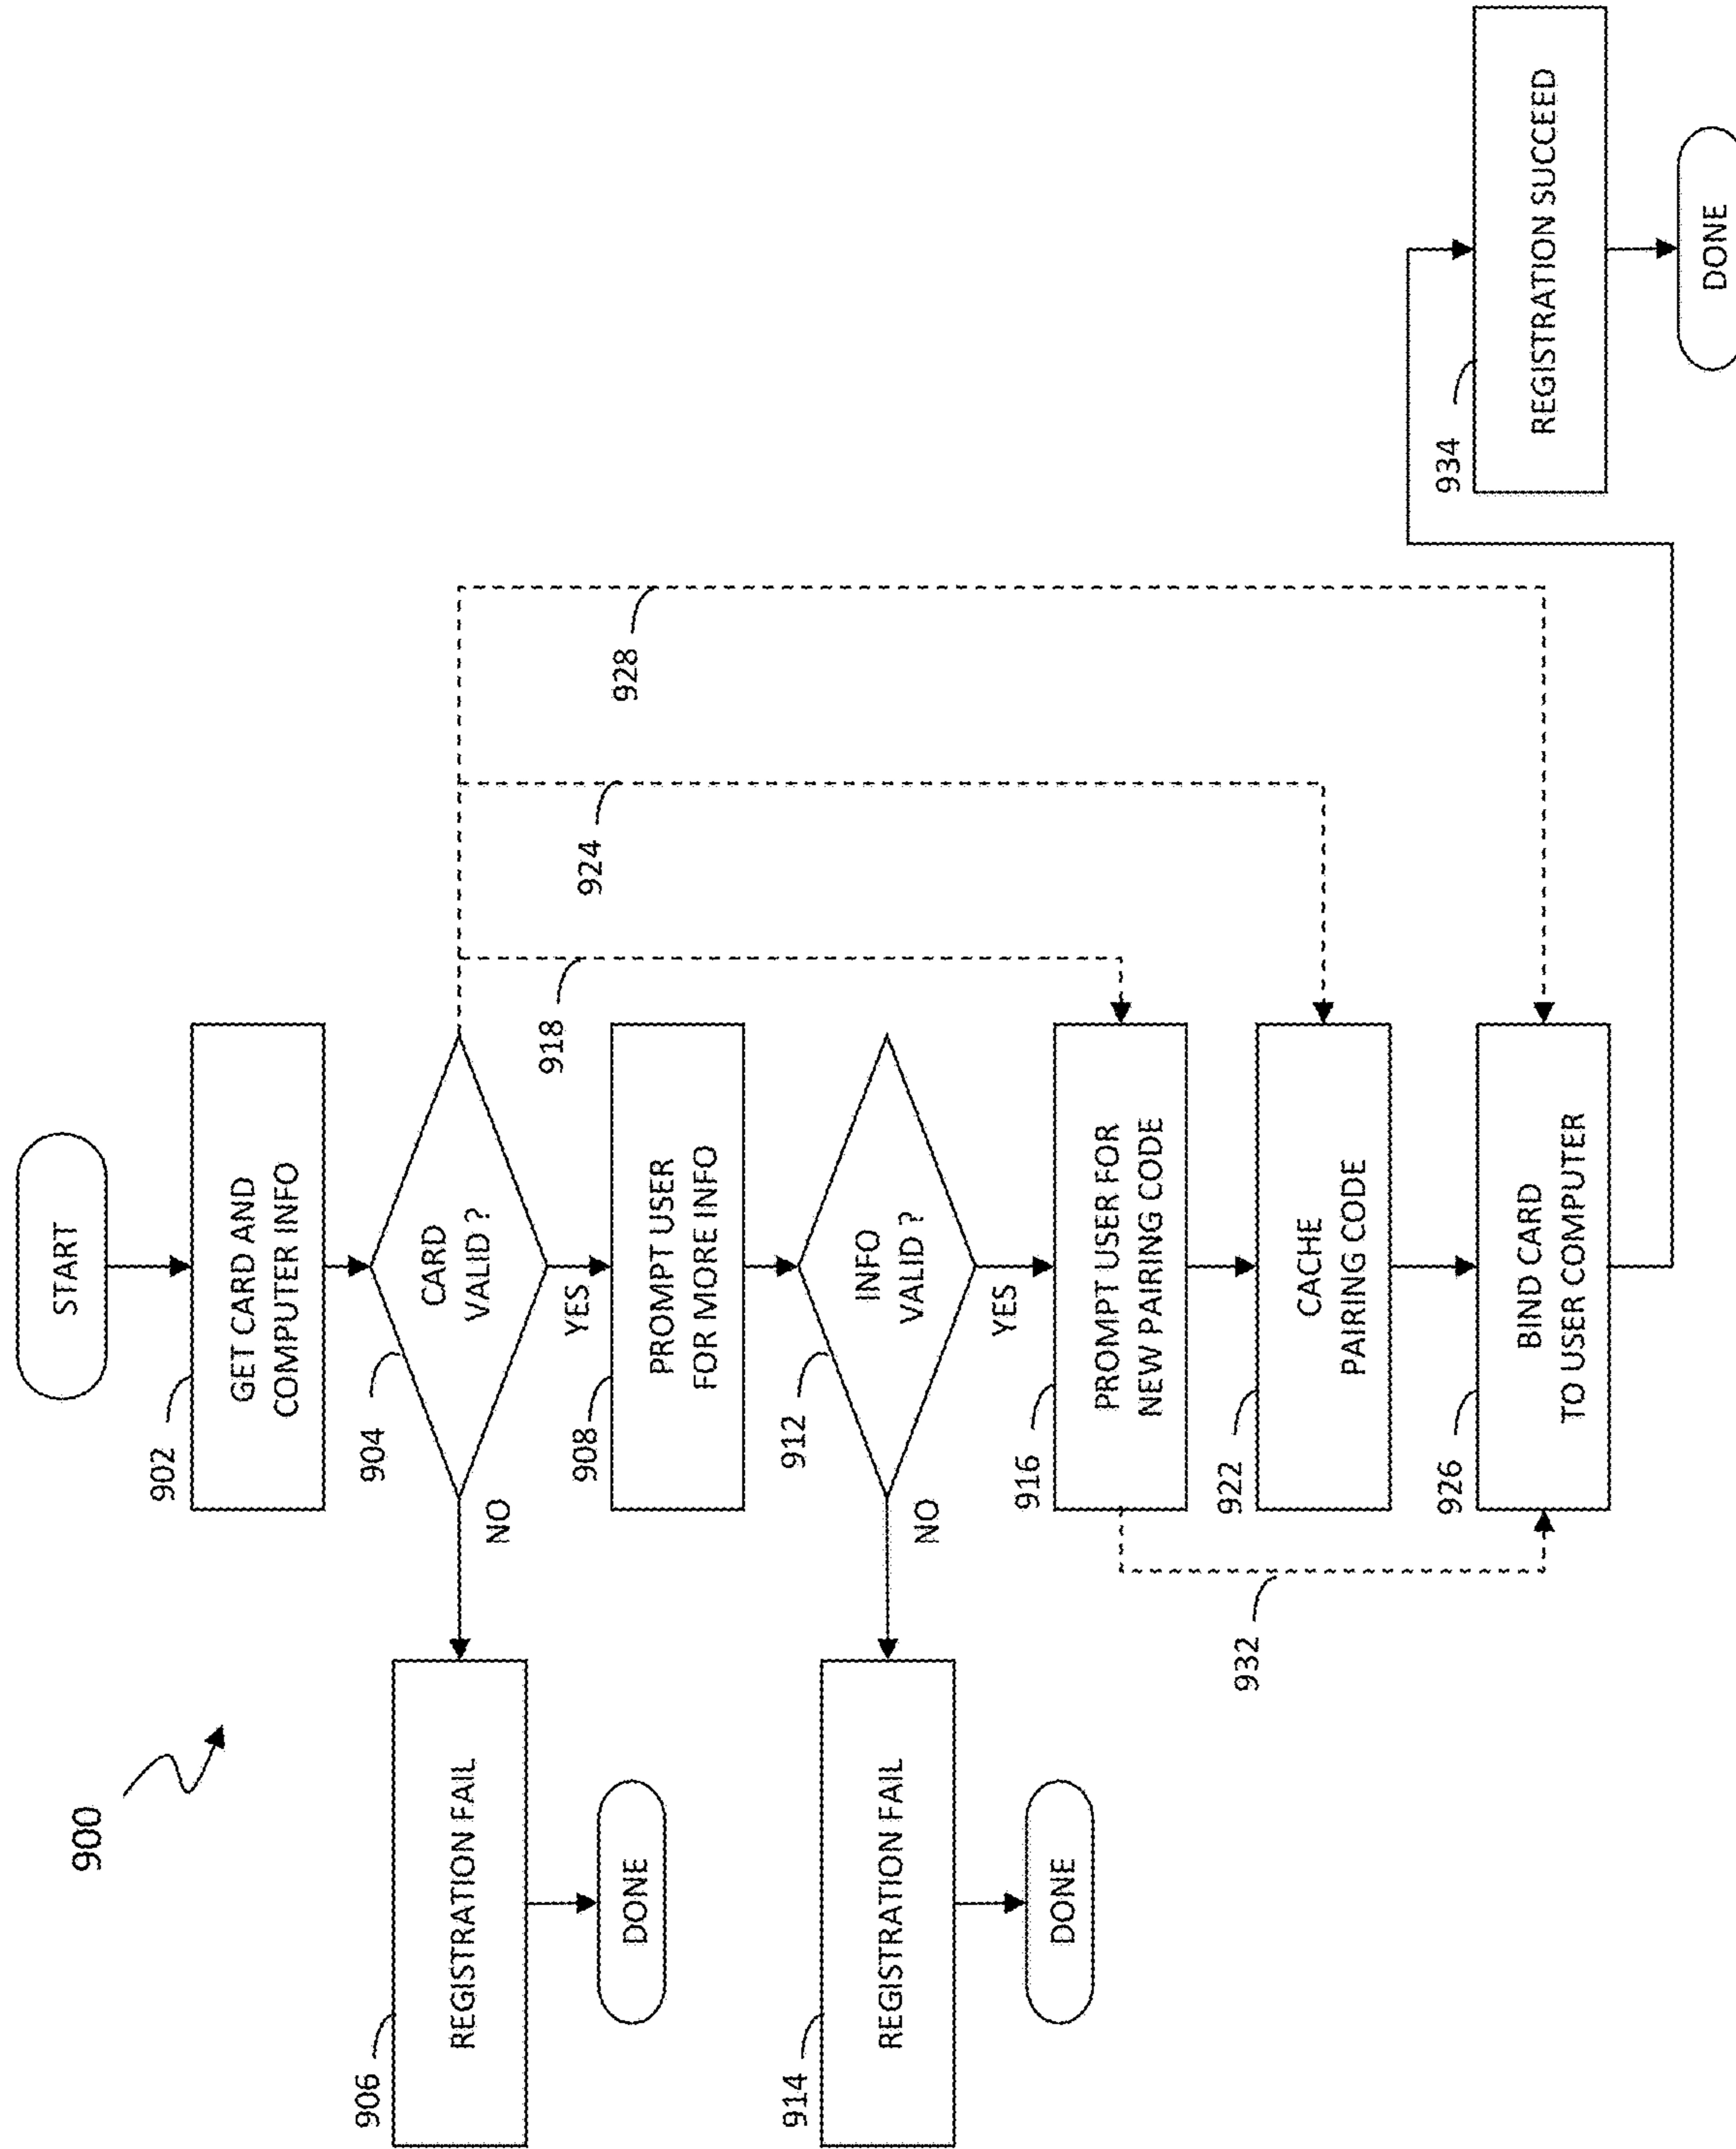 900
START
902
GET CARD AND
COMPUTER INFO
904
CARD
VALID ?
NO
YES
906
REGISTRATION FAIL
DONE
908
PROMPT USER
FOR MORE INFO
912
INFO
VALID ?
NO
YES
914
REGISTRATION FAIL
DONE
916
PROMPT USER FOR
NEW PAIRING CODE
918
922
CACHE
PAIRING CODE
924
926
BIND CARD
TO USER COMPUTER
928
932
934
REGISTRATION SUCCEED
DONE